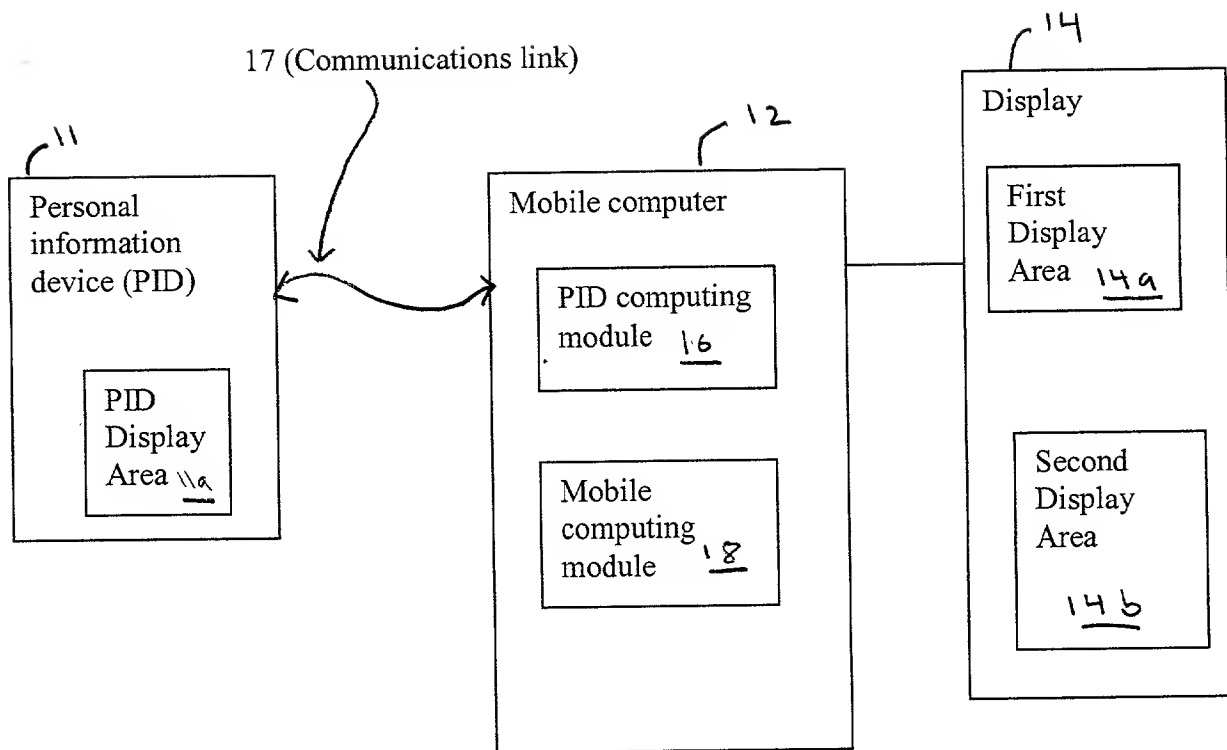 17 (Communications link)
14
11
12
Personal
information
device (PID)
PID
Display
Area 11a
Mobile computer
PID computing
module 16
Mobile
computing
module 18
Display
First
Display
Area 14a
Second
Display
Area
14b